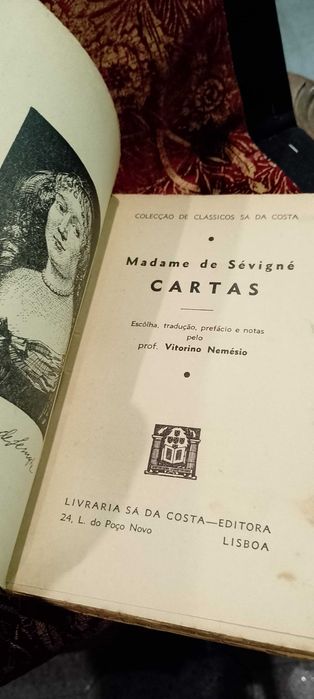 COLECÇÃO DE CLÁSSICOS SÁ DA COSTA
Madame de Sévigné
CARTAS
Escôlha, tradução, prefácio e notas
pelo
prof. Vitorino Nemésio
LIVRARIA SÁ DA COSTA—EDITORA
24, L. do Poço Novo
LISBOA